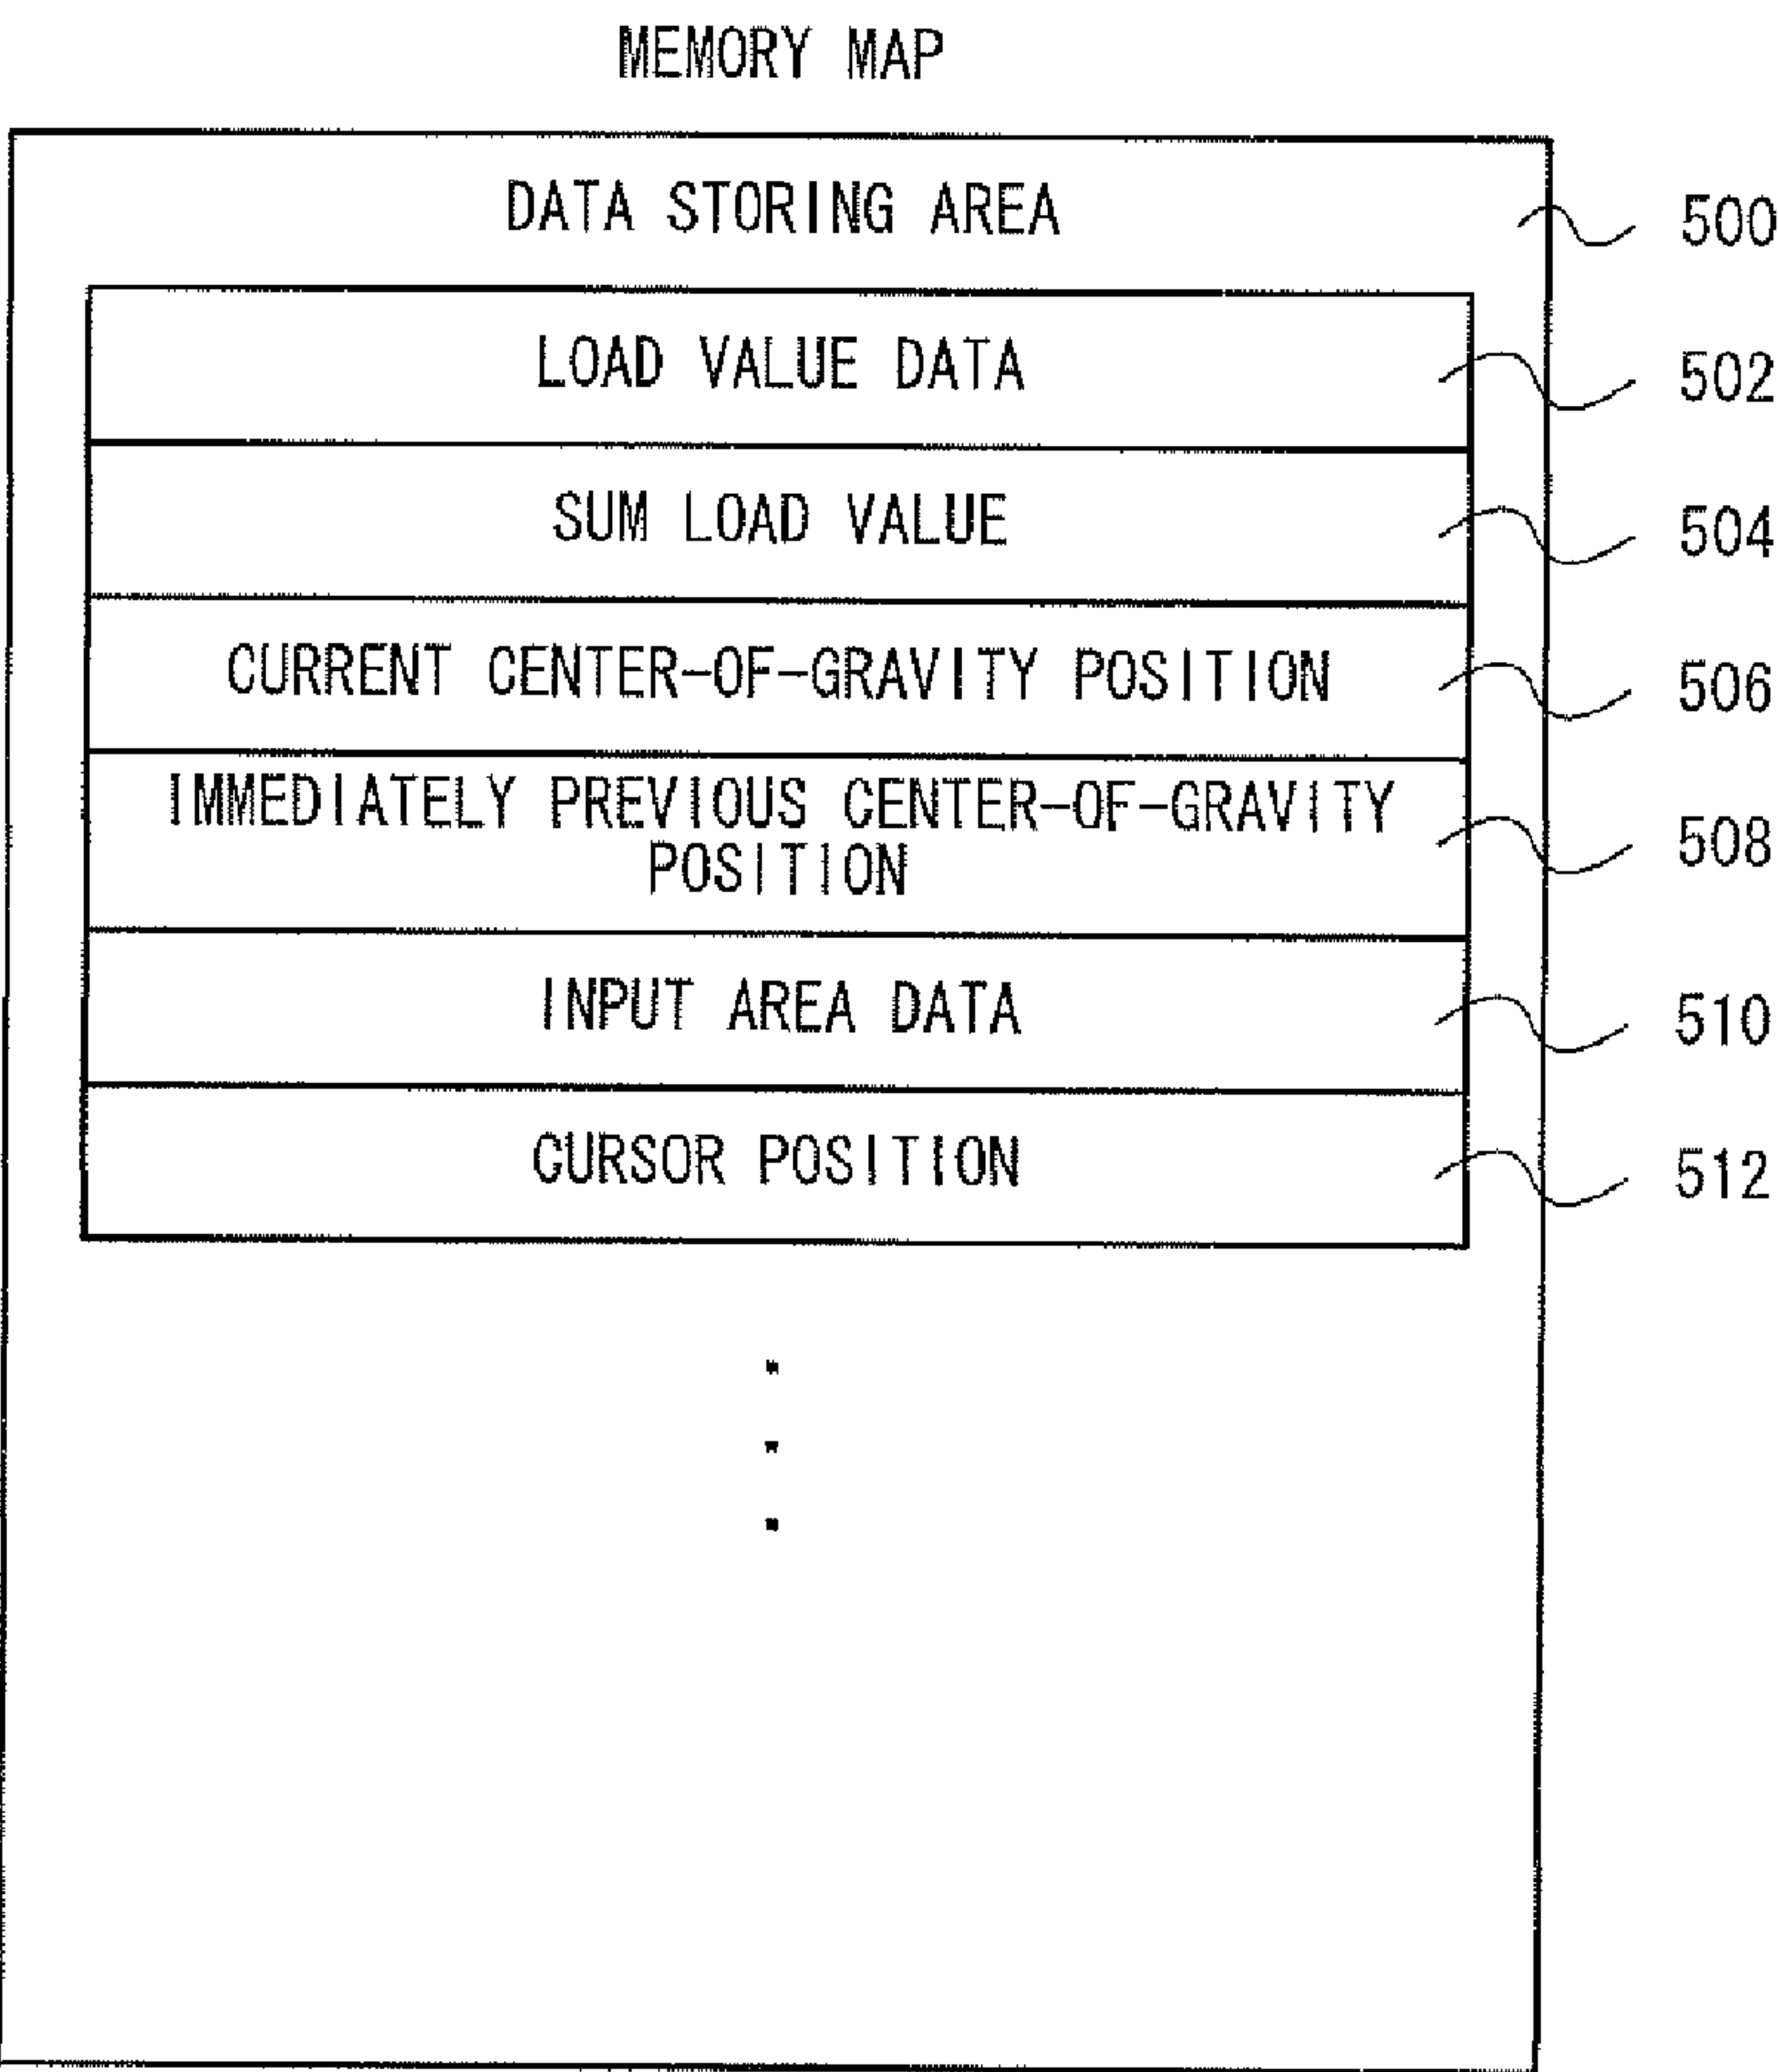 MEMORY MAP
DATA STORING AREA 500
LOAD VALUE DATA 502
SUM LOAD VALUE 504
CURRENT CENTER-OF-GRAVITY POSITION 506
IMMEDIATELY PREVIOUS CENTER-OF-GRAVITY
POSITION 508
INPUT AREA DATA 510
CURSOR POSITION 512